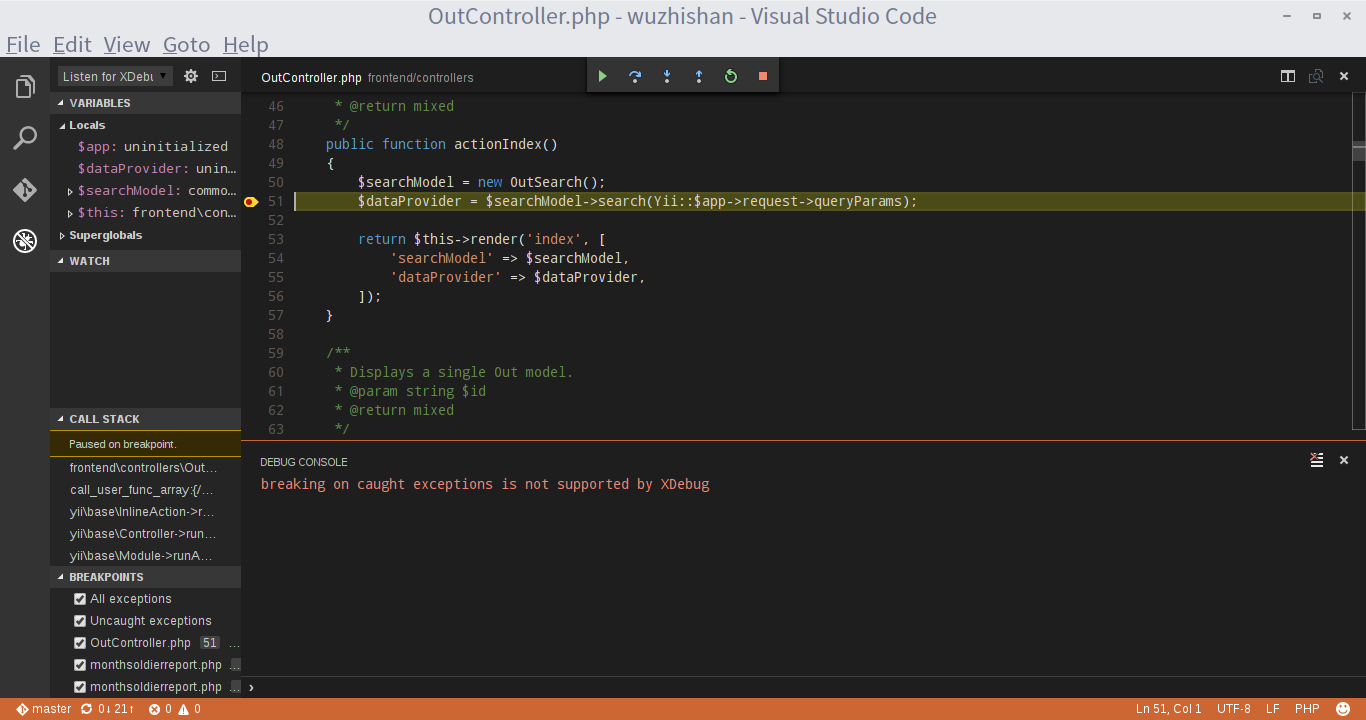 OutController.php - wuzhishan - Visual Studio Code
File Edit View Goto Help
Listen for XDebu
VARIABLES
Locals
$app: uninitialized
$dataProvider: unin...
$searchModel: commo...
$this: frontend\con...
Superglobals
WATCH
CALL STACK
Paused on breakpoint.
frontend\controllers\Out...
call_user_func_array:{/...
yii\base\InlineAction->r...
yii\base\Controller->run...
yii\base\Module->runA...
BREAKPOINTS
All exceptions
Uncaught exceptions
OutController.php 51 ...
monthsoldierreport.php ...
monthsoldierreport.php ...
OutController.php frontend/controllers
46 * @return mixed
47 */
48 public function actionIndex()
49 {
50 $searchModel = new OutSearch();
51 $dataProvider = $searchModel->search(Yii::$app->request->queryParams);
52
53 return $this->render('index', [
54 'searchModel' => $searchModel,
55 'dataProvider' => $dataProvider,
56 ]);
57 }
58
59 /**
60 * Displays a single Out model.
61 * @param string $id
62 * @return mixed
63 */
DEBUG CONSOLE
breaking on caught exceptions is not supported by XDebug
›
master 0↓ 21↑ 0 0 Ln 51, Col 1 UTF-8 LF PHP